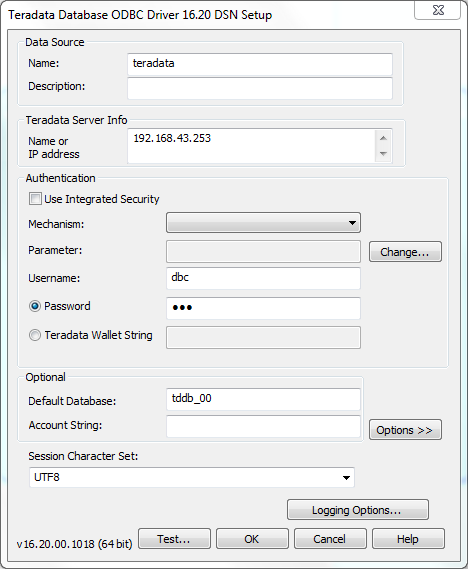 Teradata Database ODBC Driver 16.20 DSN Setup
Data Source
Name: teradata
Description:
Teradata Server Info
Name or
IP address
192.168.43.253
Authentication
Use Integrated Security
Mechanism:
Parameter:
Change...
Username: dbc
Password ●●●
Teradata Wallet String
Optional
Default Database: tddb_00
Account String:
Options >>
Session Character Set:
UTF8
Logging Options...
v16.20.00.1018 (64 bit) Test... OK Cancel Help